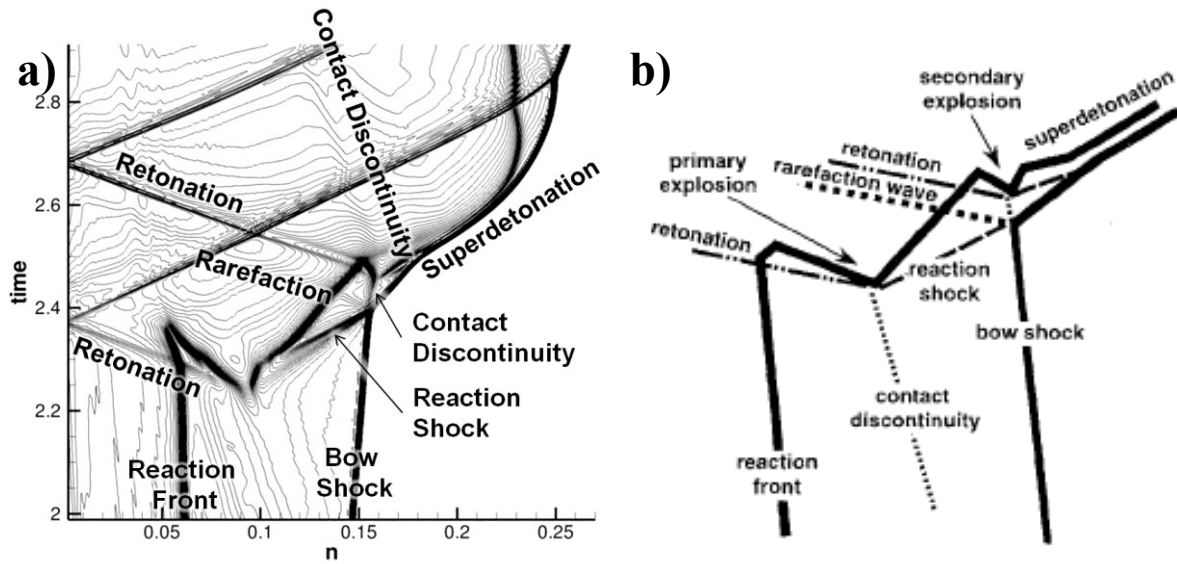 a)
Contact Discontinuity
2.8
Retonation
2.6
Superdetonation
time
Rarefaction
2.4
Contact
Discontinuity
Retonation
Reaction
Shock
2.2
Reaction
Front
Bow
Shock
2
0.05
0.1
0.15
0.2
0.25
n
b)
secondary
explosion
superdetonation
retonation
primary
explosion
rarefaction wave
retonation
reaction
shock
bow shock
contact
discontinuity
reaction
front